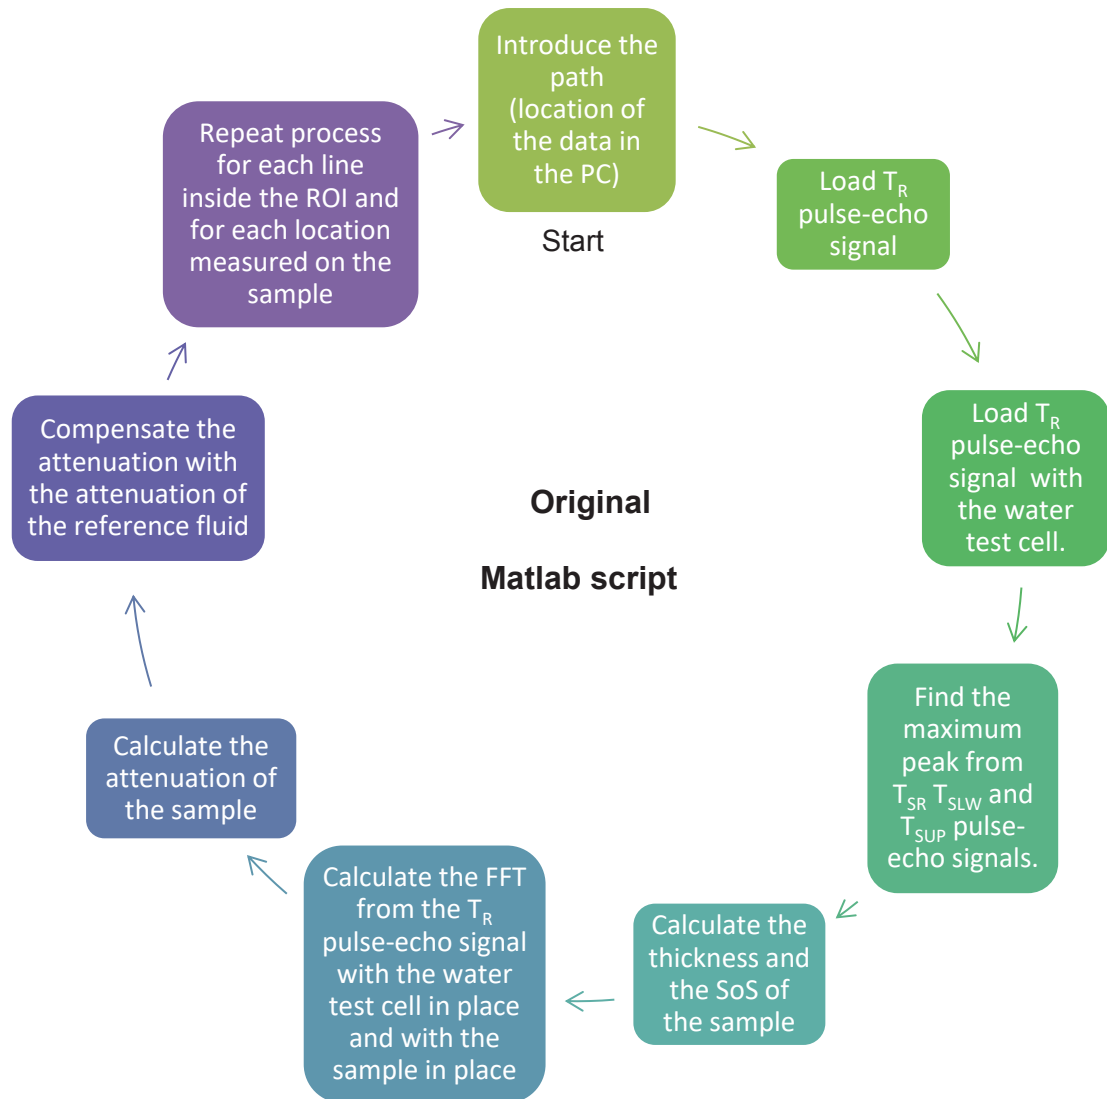 Introduce the
path
(location of
the data in
the PC)
Start
Load TR
pulse-echo
signal
Load TR
pulse-echo
signal with
the water
test cell.
Find the
maximum
peak from
TSR TSLW and
TSUP pulse-
echo signals.
Calculate the
thickness and
the SoS of
the sample
Calculate the FFT
from the TR
pulse-echo signal
with the water
test cell in place
and with the
sample in place
Calculate the
attenuation of
the sample
Compensate the
attenuation with
the attenuation of
the reference fluid
Repeat process
for each line
inside the ROI and
for each location
measured on the
sample
Original
Matlab script